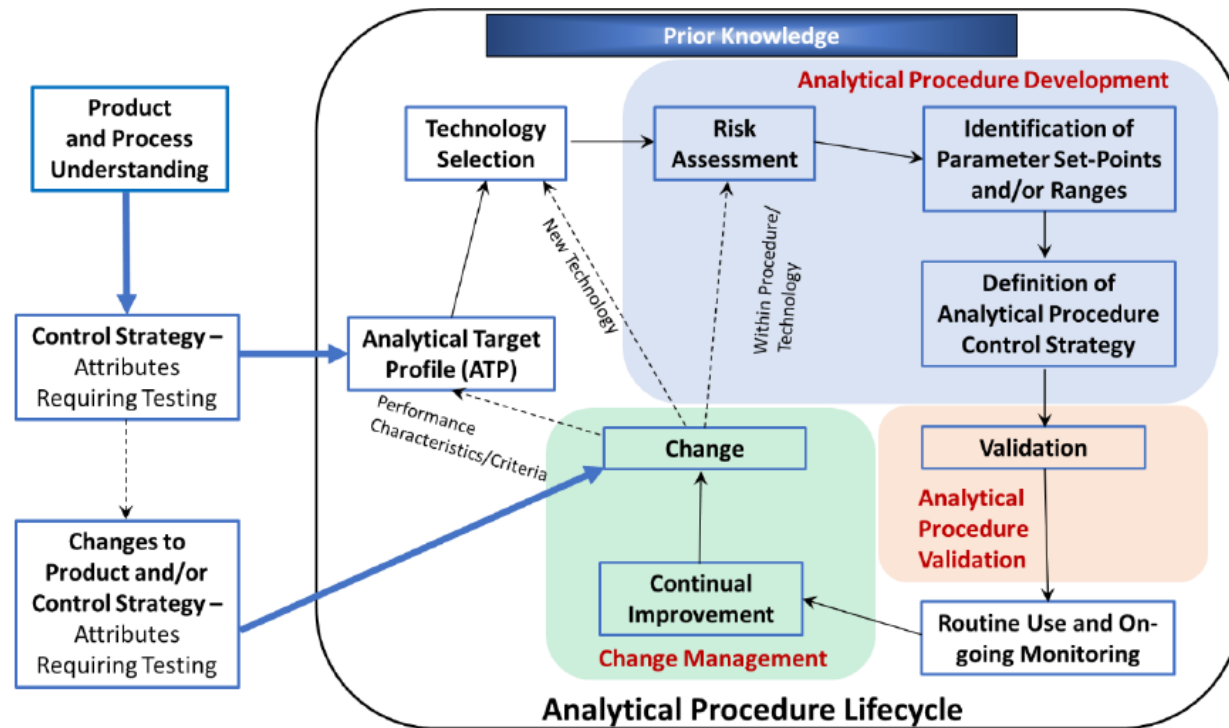 Prior Knowledge
Analytical Procedure Development
Product
and Process
Understanding
Technology
Selection
Risk
Assessment
Identification of
Parameter Set-Points
and/or Ranges
New Technology
Within Procedure/
Technology
Definition of
Analytical Procedure
Control Strategy
Control Strategy –
Attributes
Requiring Testing
Analytical Target
Profile (ATP)
Performance
Characteristics/Criteria
Change
Validation
Analytical
Procedure
Validation
Changes to
Product and/or
Control Strategy –
Attributes
Requiring Testing
Continual
Improvement
Change Management
Routine Use and On-
going Monitoring
Analytical Procedure Lifecycle